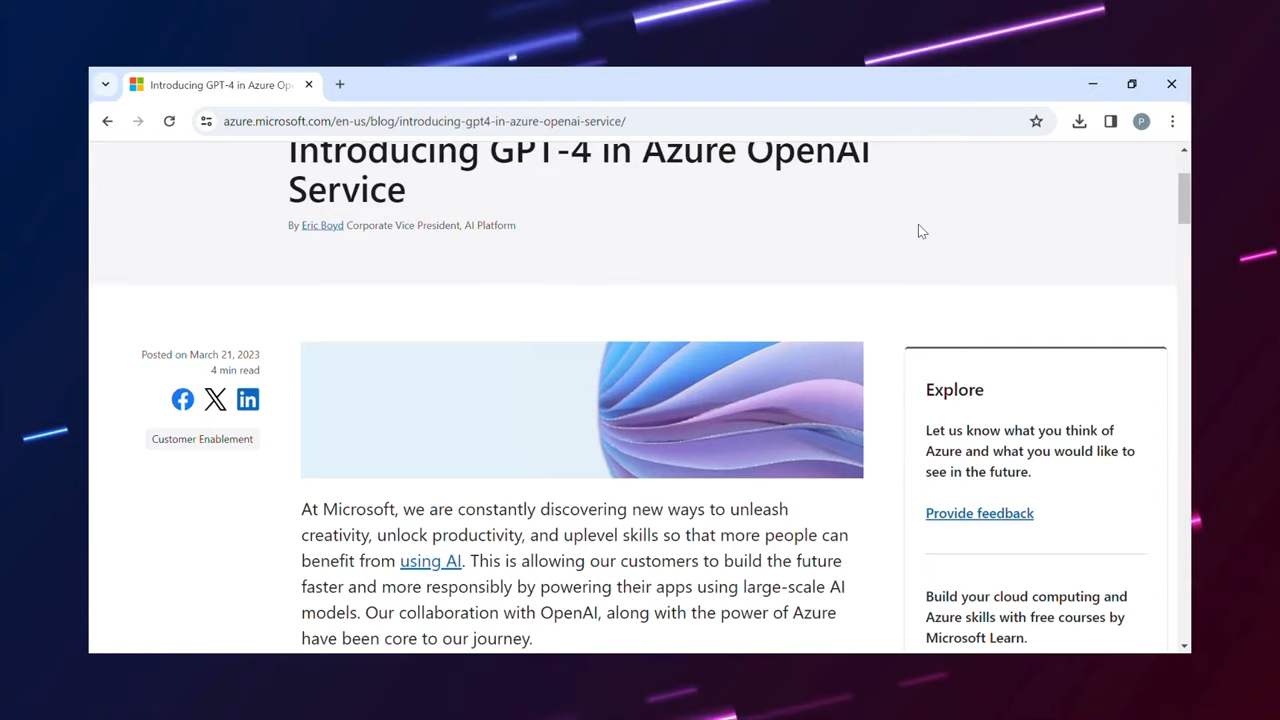 Introducing GPT-4 in Azure Op
azure.microsoft.com/en-us/blog/introducing-gpt4-in-azure-openai-service/
P
Introducing GPT-4 in Azure OpenAI
Service
By Eric Boyd Corporate Vice President, AI Platform
Posted on March 21, 2023
4 min read
Customer Enablement
At Microsoft, we are constantly discovering new ways to unleash
creativity, unlock productivity, and uplevel skills so that more people can
benefit from using AI. This is allowing our customers to build the future
faster and more responsibly by powering their apps using large-scale AI
models. Our collaboration with OpenAI, along with the power of Azure
have been core to our journey.
Explore
Let us know what you think of
Azure and what you would like to
see in the future.
Provide feedback
Build your cloud computing and
Azure skills with free courses by
Microsoft Learn.